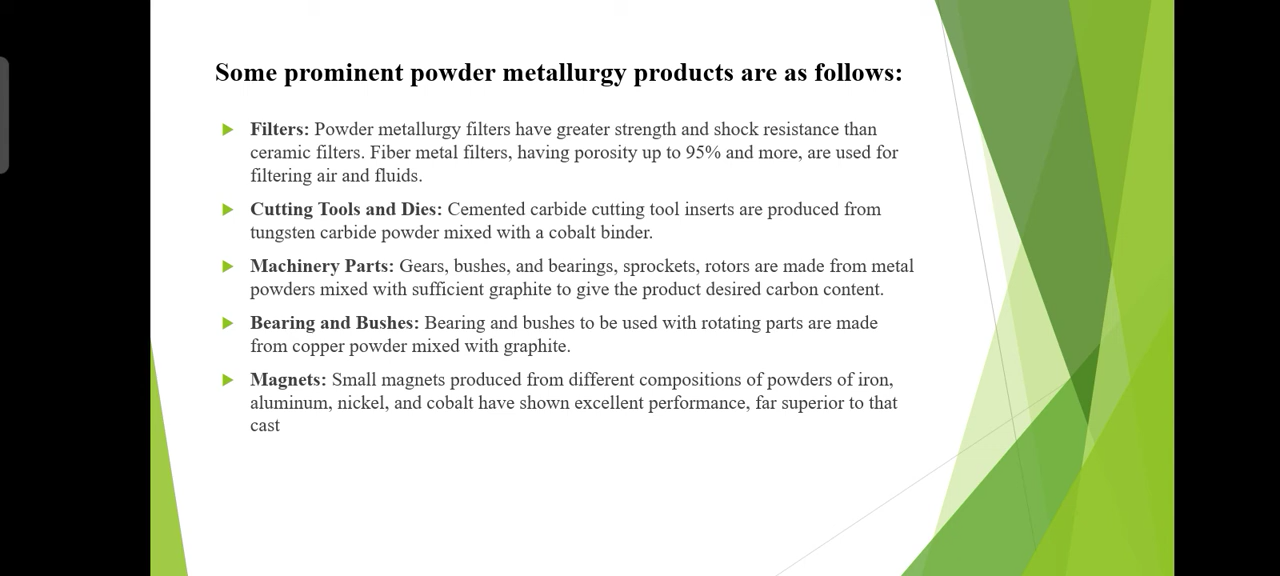 Some prominent powder metallurgy products are as follows:
Filters: Powder metallurgy filters have greater strength and shock resistance than
ceramic filters. Fiber metal filters, having porosity up to 95% and more, are used for
filtering air and fluids.
Cutting Tools and Dies: Cemented carbide cutting tool inserts are produced from
tungsten carbide powder mixed with a cobalt binder.
Machinery Parts: Gears, bushes, and bearings, sprockets, rotors are made from metal
powders mixed with sufficient graphite to give the product desired carbon content.
Bearing and Bushes: Bearing and bushes to be used with rotating parts are made
from copper powder mixed with graphite.
Magnets: Small magnets produced from different compositions of powders of iron,
aluminum, nickel, and cobalt have shown excellent performance, far superior to that
cast